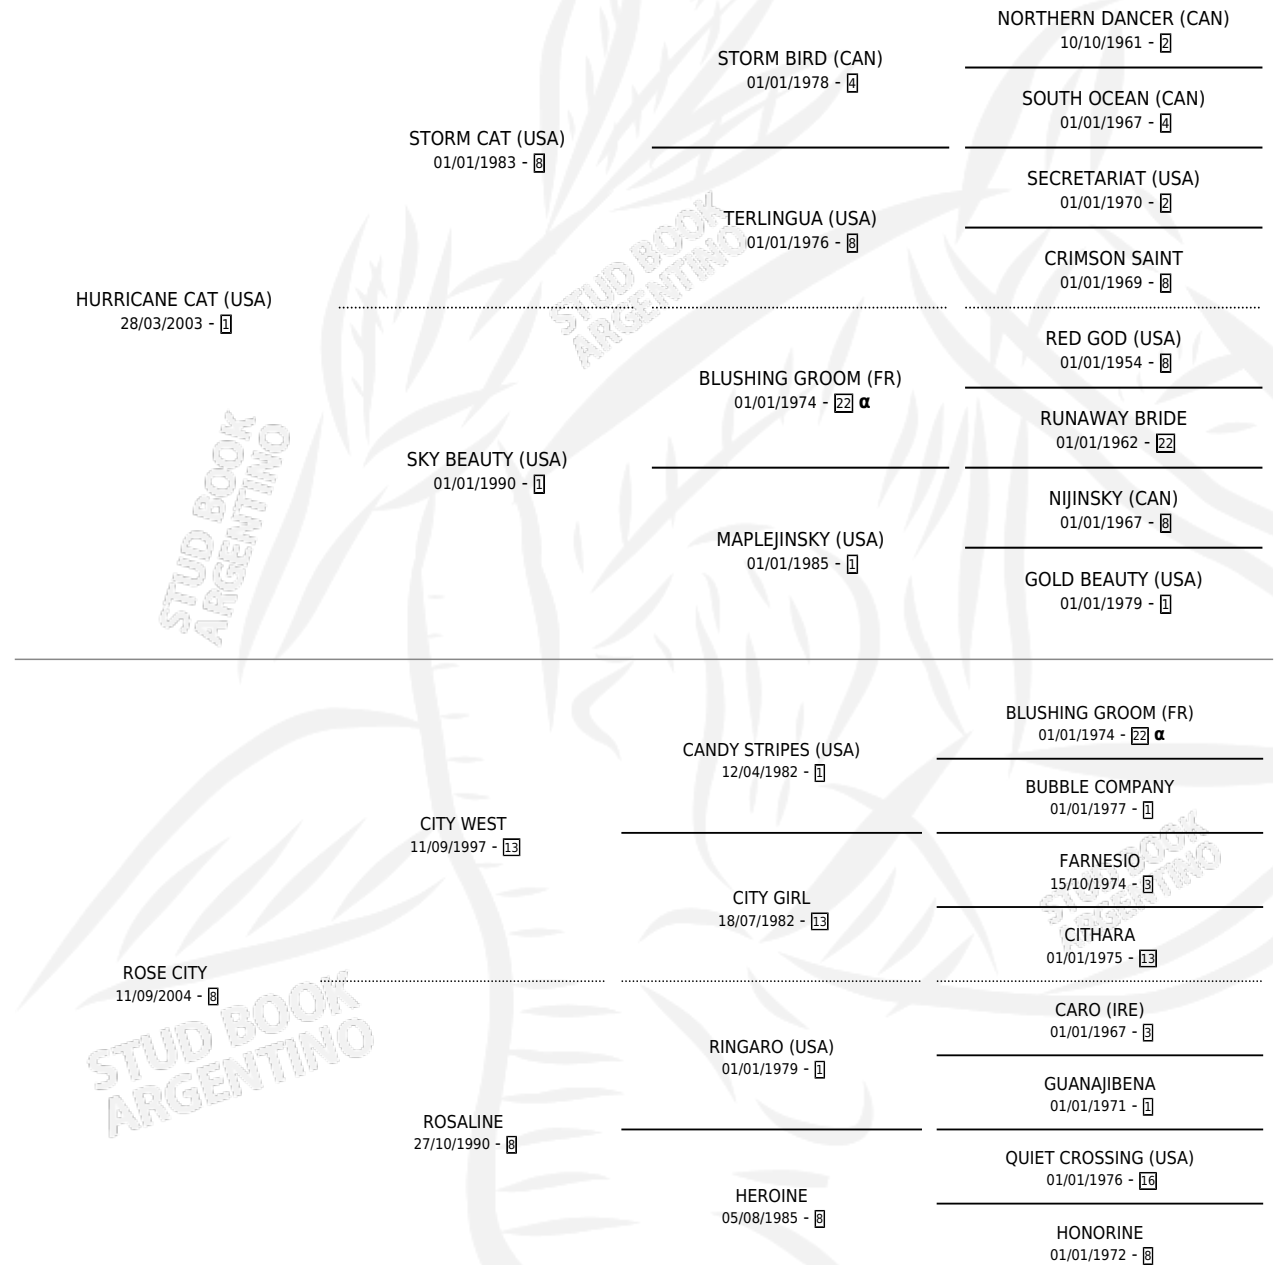 NORTHERN DANCER (CAN)
10/10/1961 - 2
STORM BIRD (CAN)
01/01/1978 - 4
SOUTH OCEAN (CAN)
01/01/1967 - 4
STORM CAT (USA)
01/01/1983 - 8
SECRETARIAT (USA)
01/01/1970 - 2
TERLINGUA (USA)
01/01/1976 - 8
CRIMSON SAINT
01/01/1969 - 8
HURRICANE CAT (USA)
28/03/2003 - 1
RED GOD (USA)
01/01/1954 - 8
BLUSHING GROOM (FR)
01/01/1974 - 22 α
RUNAWAY BRIDE
01/01/1962 - 22
SKY BEAUTY (USA)
01/01/1990 - 1
NIJINSKY (CAN)
01/01/1967 - 8
MAPLEJINSKY (USA)
01/01/1985 - 1
GOLD BEAUTY (USA)
01/01/1979 - 1
BLUSHING GROOM (FR)
01/01/1974 - 22 α
CANDY STRIPES (USA)
12/04/1982 - 1
BUBBLE COMPANY
01/01/1977 - 1
CITY WEST
11/09/1997 - 13
FARNESIO
15/10/1974 - 3
CITY GIRL
18/07/1982 - 13
CITHARA
01/01/1975 - 13
ROSE CITY
11/09/2004 - 8
CARO (IRE)
01/01/1967 - 3
RINGARO (USA)
01/01/1979 - 1
GUANAJIBENA
01/01/1971 - 1
ROSALINE
27/10/1990 - 8
QUIET CROSSING (USA)
01/01/1976 - 16
HEROINE
05/08/1985 - 8
HONORINE
01/01/1972 - 8
STUD BOOK
ARGENTINO
STUD BOOK
ARGENTINO
STUD BOOK
ARGENTINO
STUD BOOK
ARGENTINO